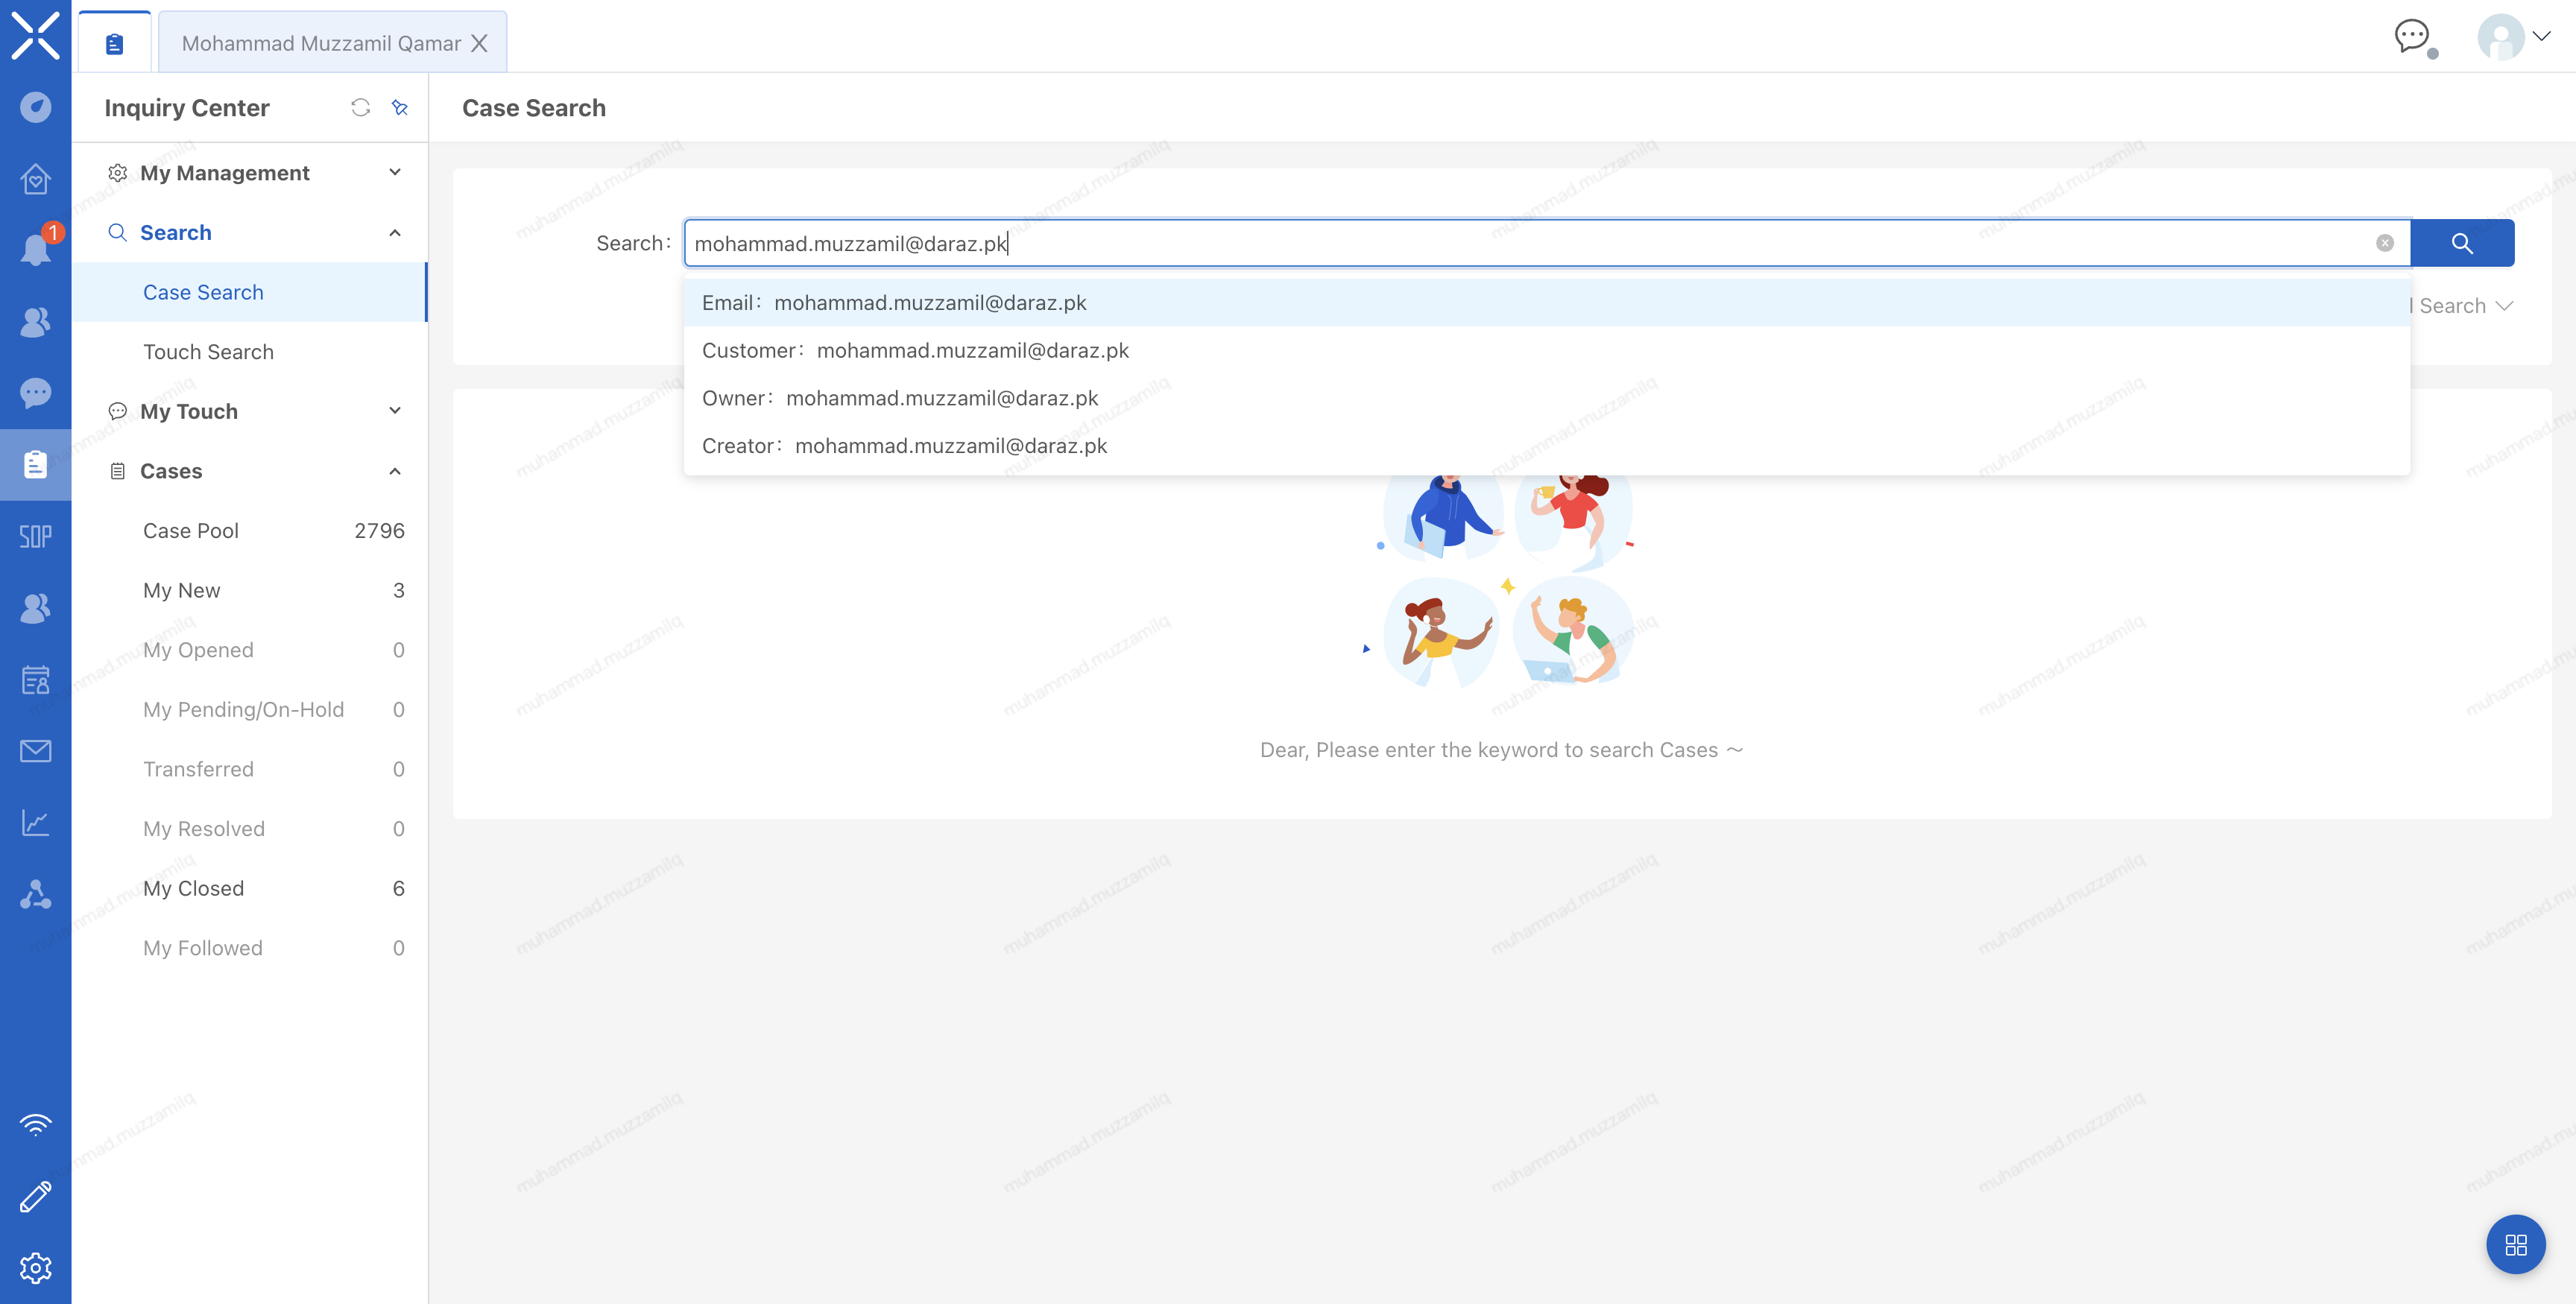 Mohammad Muzzamil Qamar
Inquiry Center
Case Search
1
My Management
Search
Case Search
Touch Search
My Touch
Cases
Case Pool 2796
My New 3
My Opened 0
My Pending/On-Hold 0
Transferred 0
My Resolved 0
My Closed 6
My Followed 0
SOP
Search: mohammad.muzzamil@daraz.pk
Email: mohammad.muzzamil@daraz.pk
Search
Customer: mohammad.muzzamil@daraz.pk
Owner: mohammad.muzzamil@daraz.pk
Creator: mohammad.muzzamil@daraz.pk
Dear, Please enter the keyword to search Cases ~
muhammad.muzzamilq